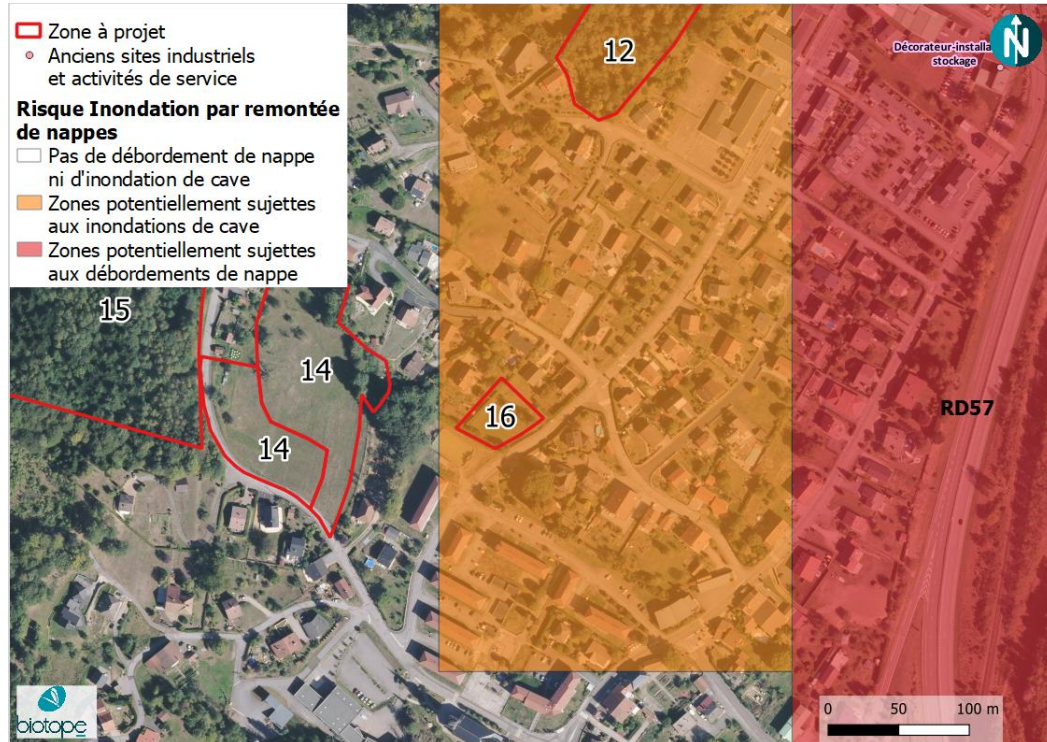 Zone à projet
Anciens sites industriels
et activités de service
Risque Inondation par remontée
de nappes
Pas de débordement de nappe
ni d'inondation de cave
Zones potentiellement sujettes
aux inondations de cave
Zones potentiellement sujettes
aux débordements de nappe
12
Décorateur-installa
stockage
N
15
14
16
14
RD57
biotope
0 50 100 m